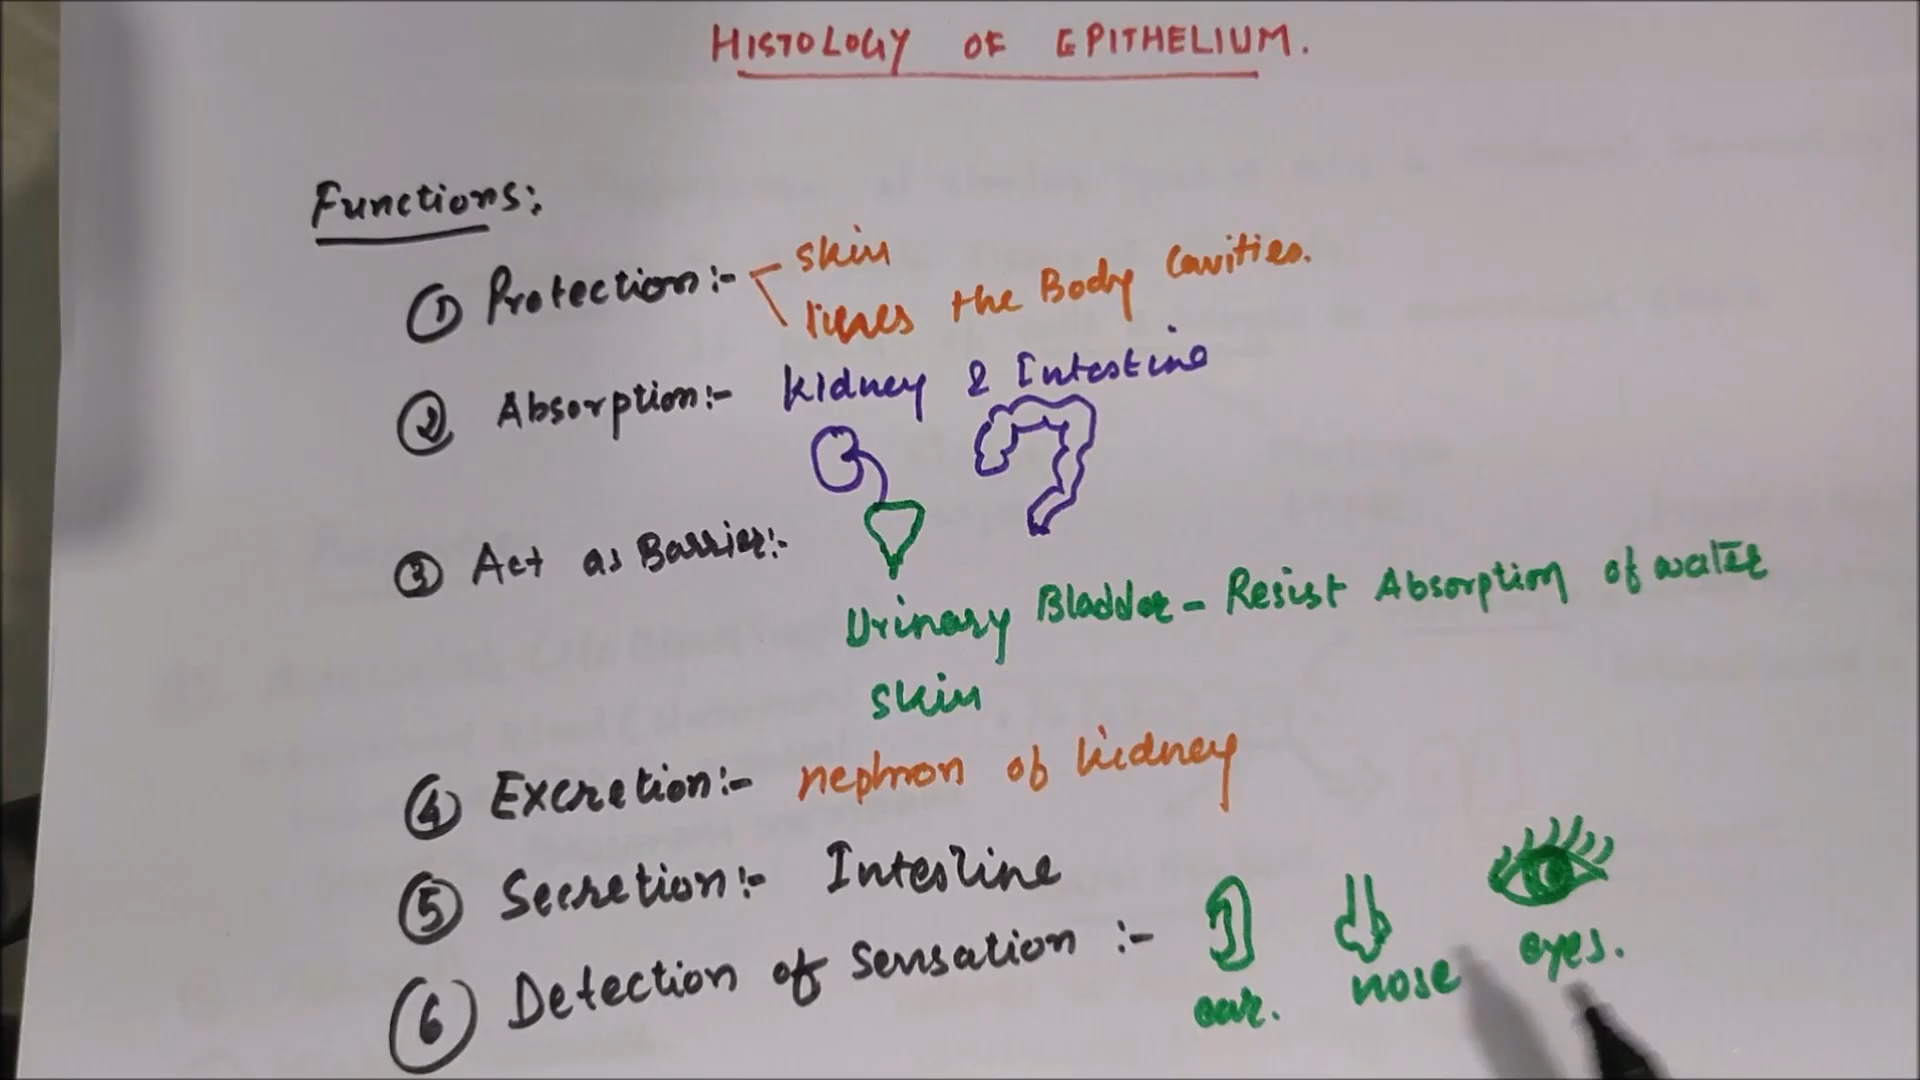 HISTOLOGY OF EPITHELIUM.
Functions:
① Protection:- skin
lines the Body Cavities.
② Absorption:- kidney & Intestine
③ Act as Barrier:-
Urinary Bladder - Resist Absorption of water
skin
④ Excretion:- nephron of kidney
⑤ Secretion:- Intestine
⑥ Detection of Sensation :-
ear. nose eyes.